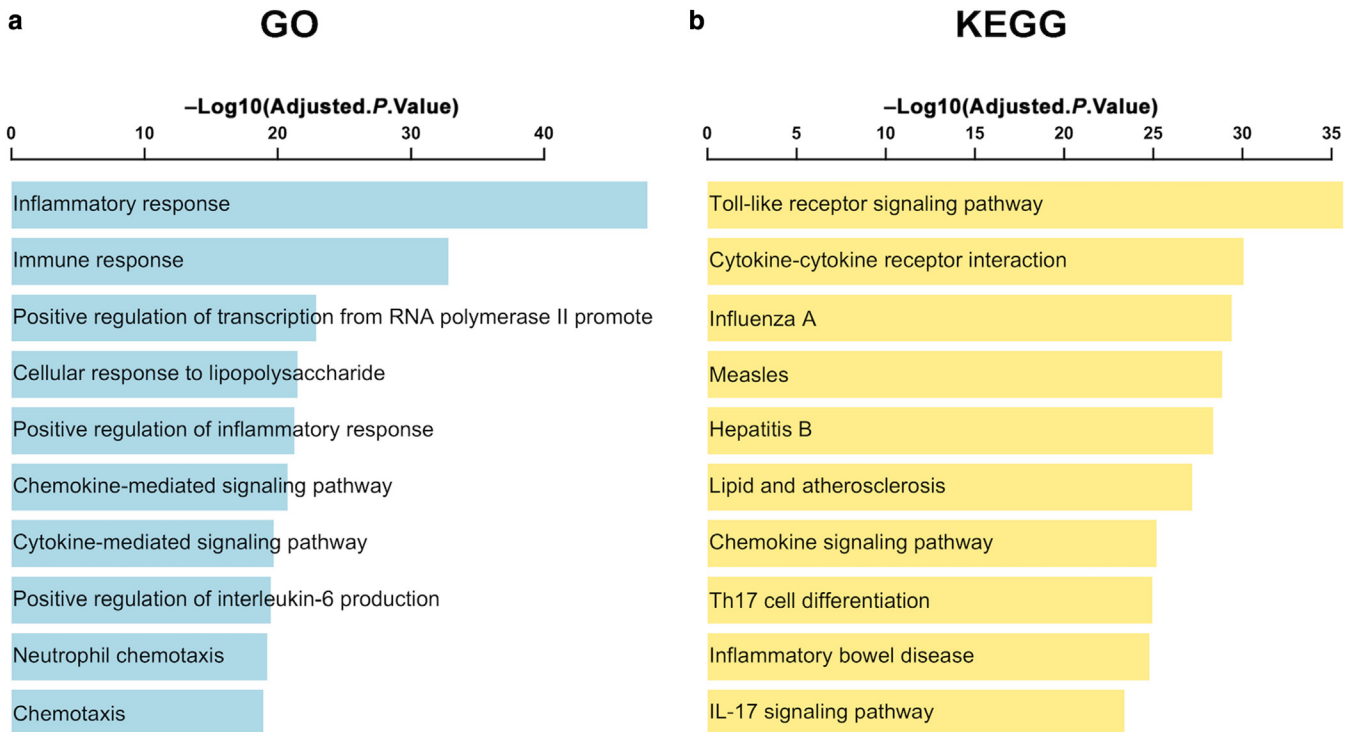 a
GO
–Log10(Adjusted.P.Value)
0 10 20 30 40
Inflammatory response
Immune response
Positive regulation of transcription from RNA polymerase II promote
Cellular response to lipopolysaccharide
Positive regulation of inflammatory response
Chemokine-mediated signaling pathway
Cytokine-mediated signaling pathway
Positive regulation of interleukin-6 production
Neutrophil chemotaxis
Chemotaxis
b
KEGG
–Log10(Adjusted.P.Value)
0 5 10 15 20 25 30 35
Toll-like receptor signaling pathway
Cytokine-cytokine receptor interaction
Influenza A
Measles
Hepatitis B
Lipid and atherosclerosis
Chemokine signaling pathway
Th17 cell differentiation
Inflammatory bowel disease
IL-17 signaling pathway